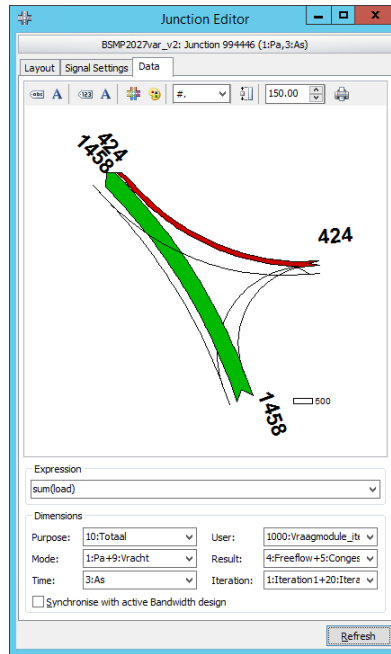 Junction Editor
BSMP2027var_v2: Junction 994446 (1:Pa,3:As)
Layout Signal Settings Data
abc A 123 A #. 150.00
424
1458
424
500
1458
Expression
sum(load)
Dimensions
Purpose: 10:Totaal User: 1000:Vraagmodule_ite
Mode: 1:Pa+9:Vracht Result: 4:Freeflow+5:Conges
Time: 3:As Iteration: 1:Iteration1+20:Itera
Synchronise with active Bandwidth design
Refresh